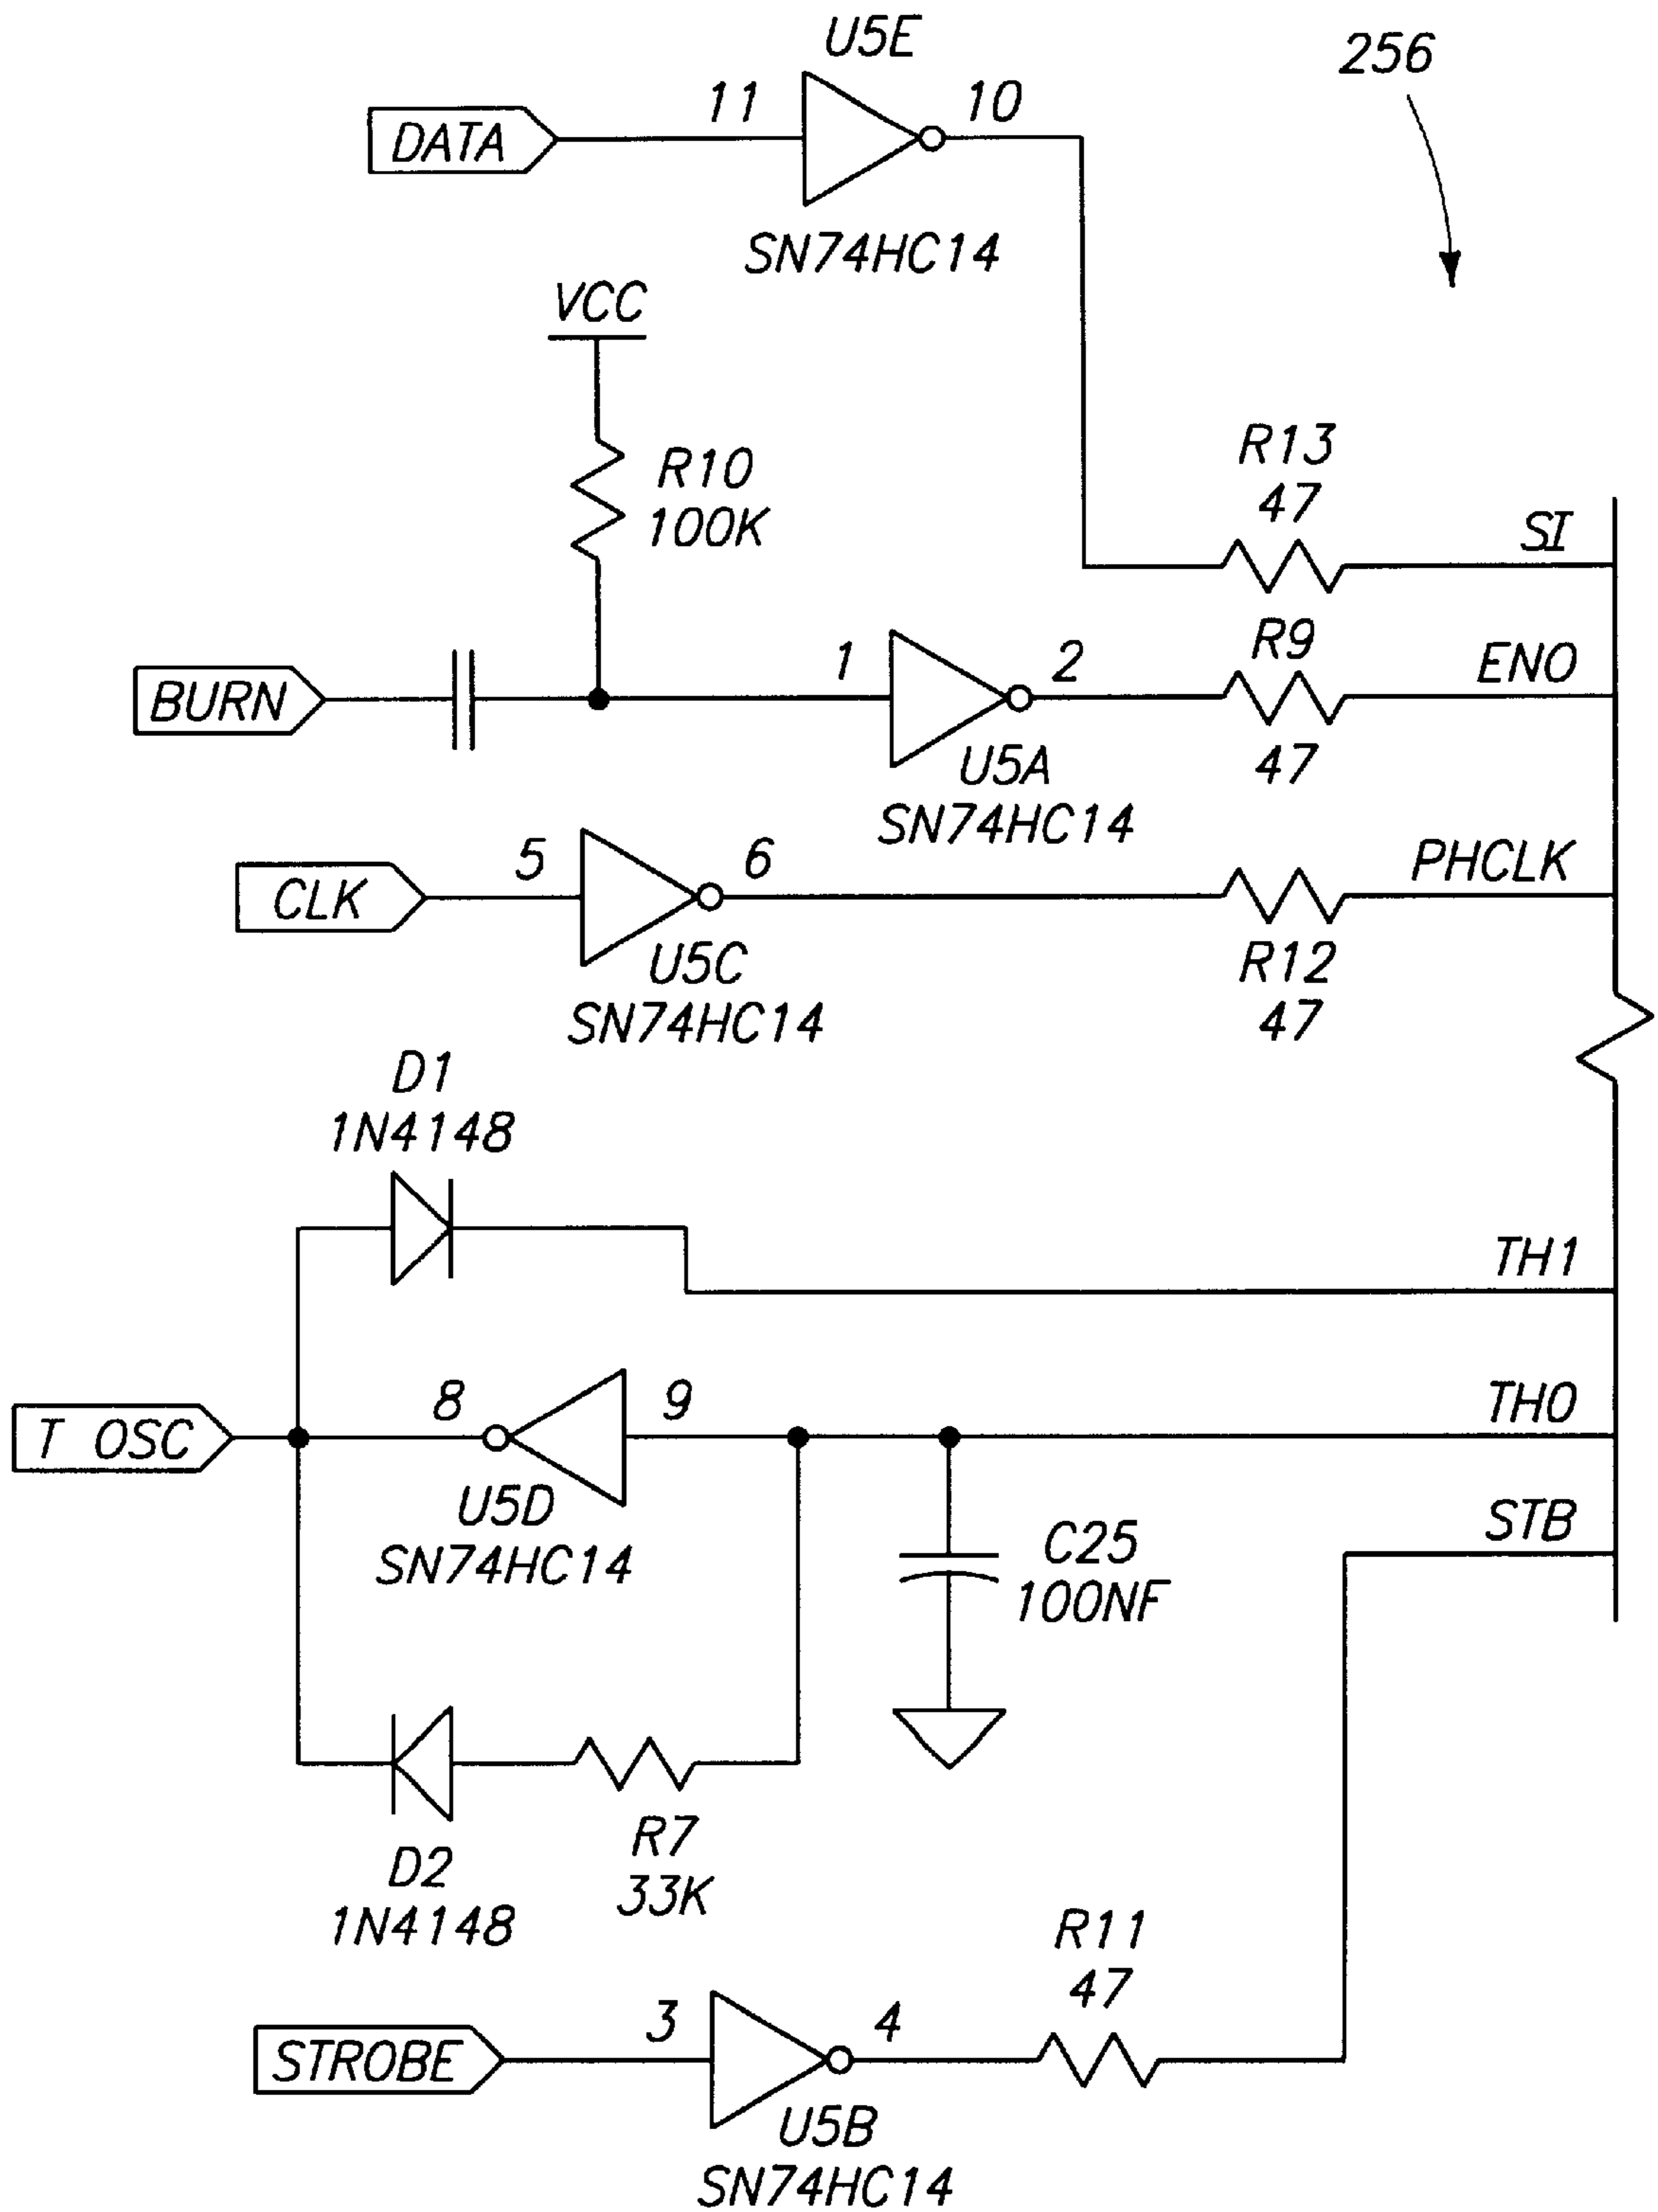 U5E
256
11
10
DATA
SN74HC14
VCC
R10
100K
R13
47
SI
BURN
1
2
R9
47
ENO
U5A
SN74HC14
CLK
5
6
PHCLK
U5C
SN74HC14
R12
47
D1
1N4148
TH1
T OSC
8
9
THO
U5D
SN74HC14
STB
C25
100NF
D2
1N4148
R7
33K
R11
47
STROBE
3
4
U5B
SN74HC14